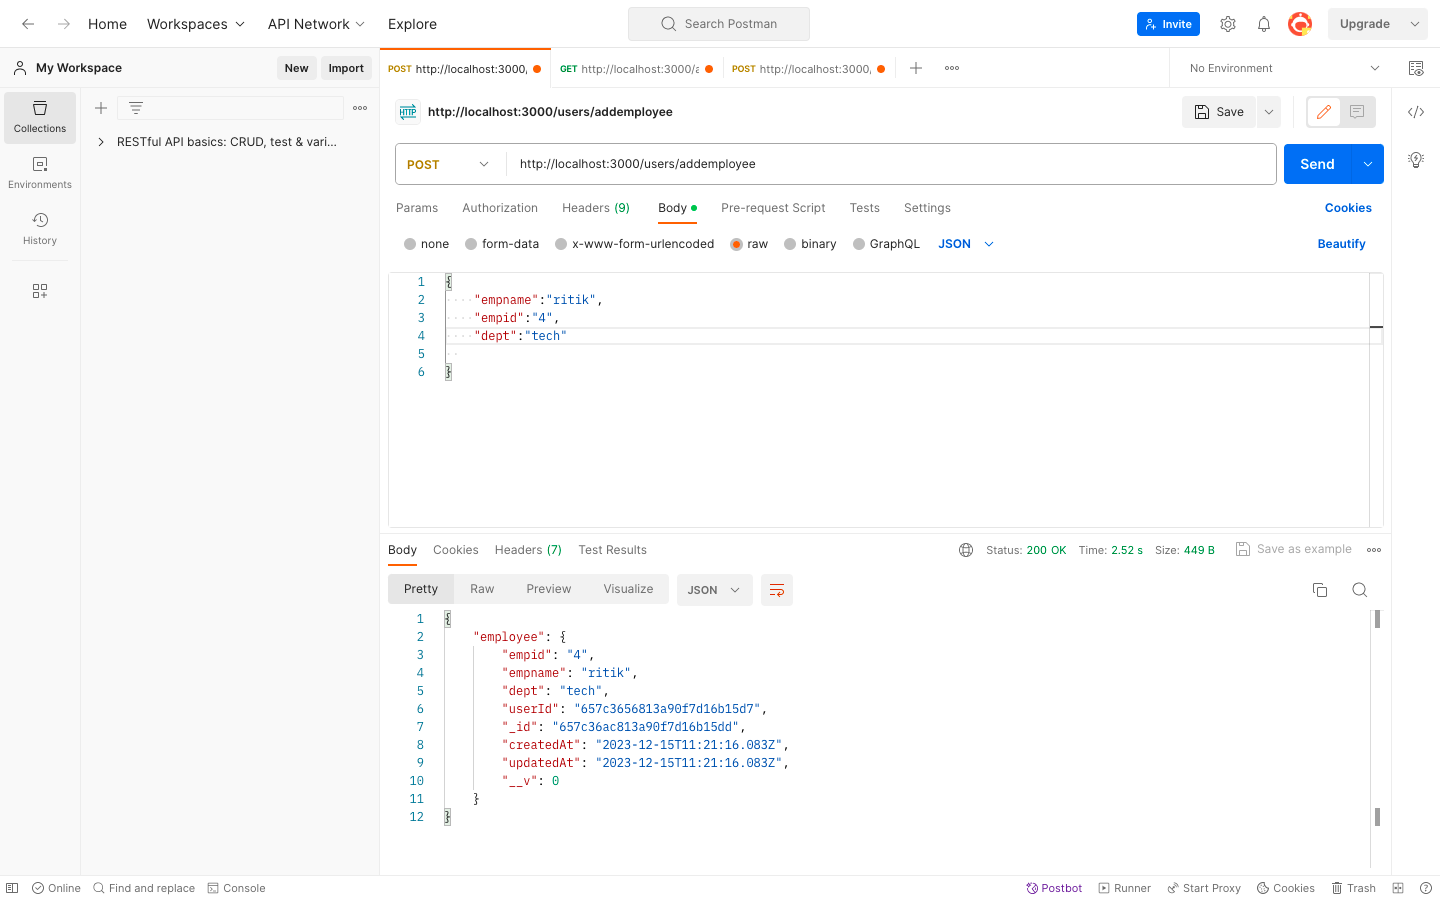 Home Workspaces API Network Explore Search Postman Invite Upgrade
My Workspace New Import POST http://localhost:3000, GET http://localhost:3000/a POST http://localhost:3000, No Environment
Collections
Environments
History
RESTful API basics: CRUD, test & vari...
HTTP http://localhost:3000/users/addemployee Save
POST http://localhost:3000/users/addemployee Send
Params Authorization Headers (9) Body Pre-request Script Tests Settings Cookies
none form-data x-www-form-urlencoded raw binary GraphQL JSON Beautify
1 {
2 "empname":"ritik",
3 "empid":"4",
4 "dept":"tech"
5
6 }
Body Cookies Headers (7) Test Results Status: 200 OK Time: 2.52 s Size: 449 B Save as example
Pretty Raw Preview Visualize JSON
1 {
2 "employee": {
3 "empid": "4",
4 "empname": "ritik",
5 "dept": "tech",
6 "userId": "657c3656813a90f7d16b15d7",
7 "_id": "657c36ac813a90f7d16b15dd",
8 "createdAt": "2023-12-15T11:21:16.083Z",
9 "updatedAt": "2023-12-15T11:21:16.083Z",
10 "__v": 0
11 }
12 }
Online Find and replace Console Postbot Runner Start Proxy Cookies Trash